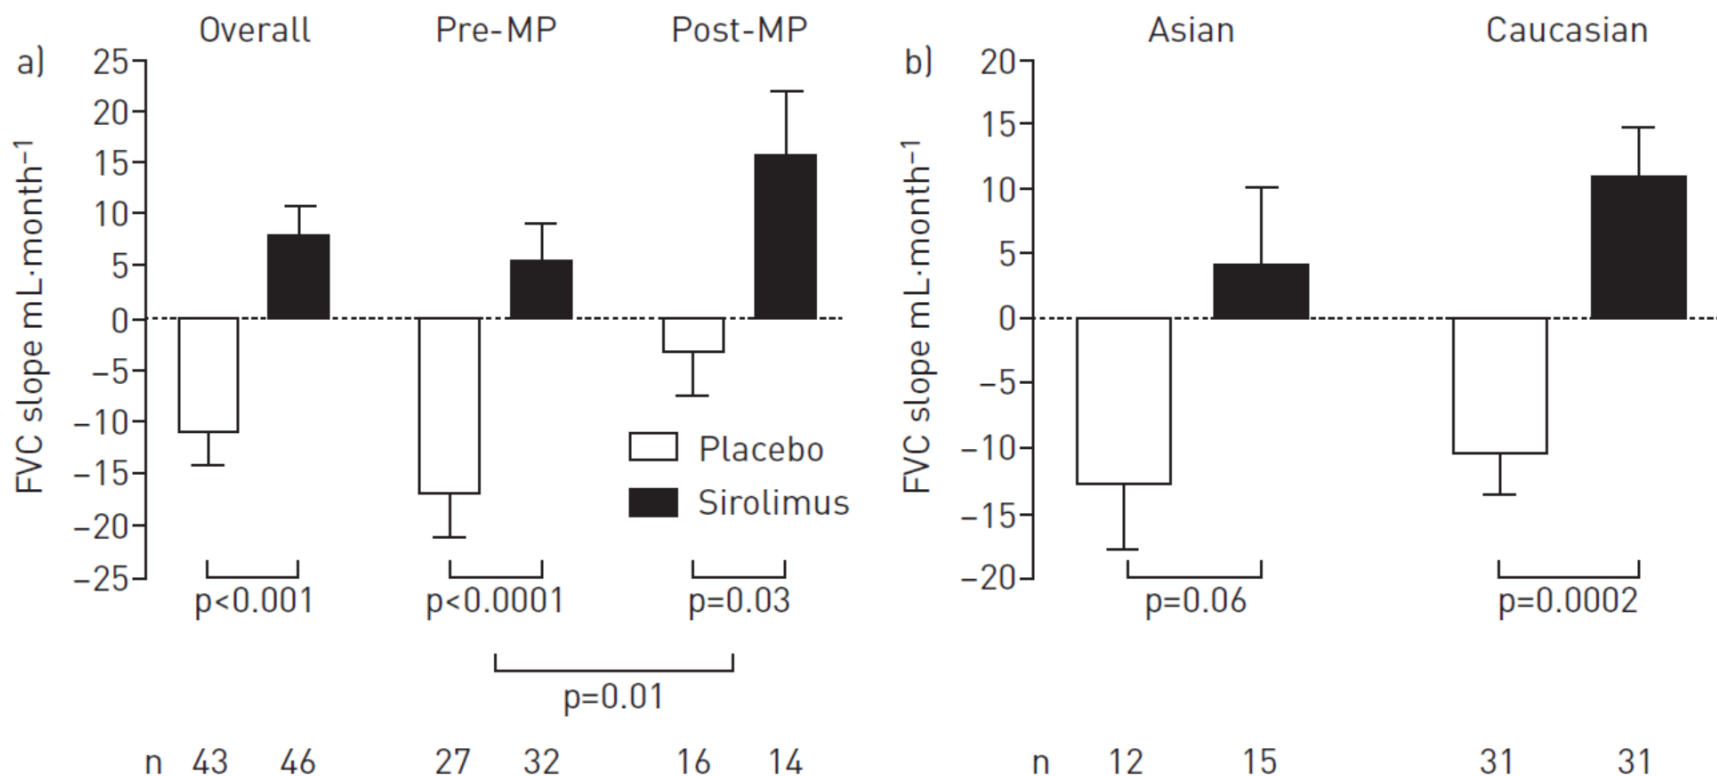 Overall Pre-MP Post-MP
a)
25
20
15
10
5
0
−5
−10
−15
−20
−25
FVC slope mL·month⁻¹
Placebo
Sirolimus
p<0.001 p<0.0001 p=0.03
p=0.01
n 43 46 27 32 16 14
Asian Caucasian
b)
20
15
10
5
0
−5
−10
−15
−20
FVC slope mL·month⁻¹
p=0.06 p=0.0002
n 12 15 31 31